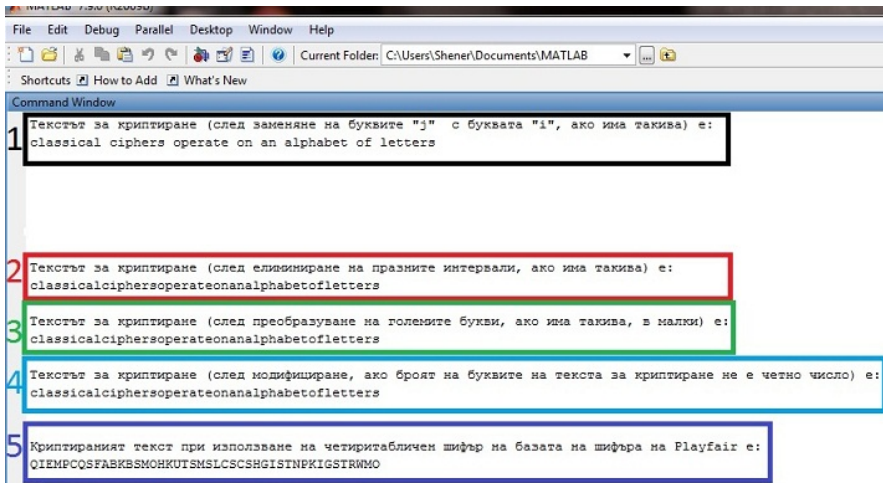 MATLAB 7.9.0 (R2009b)
File Edit Debug Parallel Desktop Window Help
Current Folder: C:\Users\Shener\Documents\MATLAB
Shortcuts How to Add What's New
Command Window
1
Текстът за криптиране (след заменяне на буквите "j" с буквата "i", ако има такива) е:
classical ciphers operate on an alphabet of letters
2
Текстът за криптиране (след елиминиране на празните интервали, ако има такива) е:
classicalciphersoperateonanalphabetofletters
3
Текстът за криптиране (след преобразуване на големите букви, ако има такива, в малки) е:
classicalciphersoperateonanalphabetofletters
4
Текстът за криптиране (след модифициране, ако броят на буквите на текста за криптиране не е четно число) е:
classicalciphersoperateonanalphabetofletters
5
Криптираният текст при използване на четиритабличен шифър на базата на шифъра на Playfair е:
QIEMPCQSFABKBSMOHKUTSMSLCSCSHGISTNPKIGSTRWMO